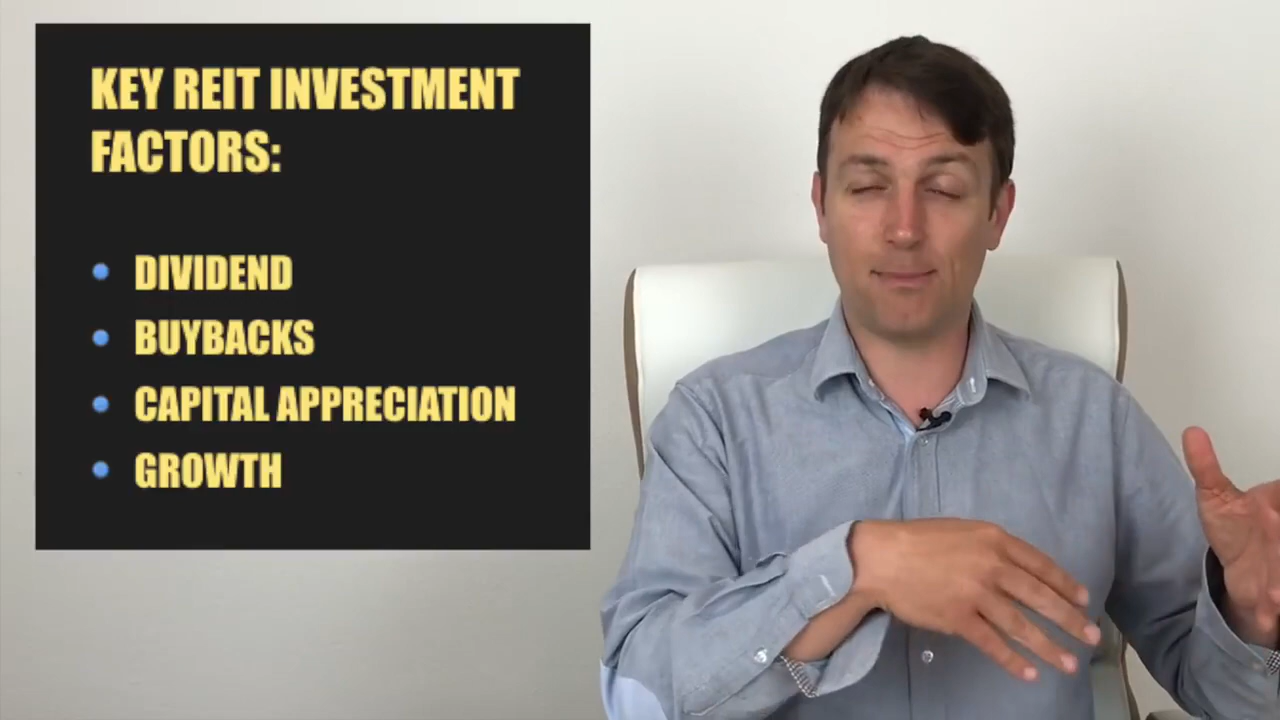 KEY REIT INVESTMENT
FACTORS:
DIVIDEND
BUYBACKS
CAPITAL APPRECIATION
GROWTH